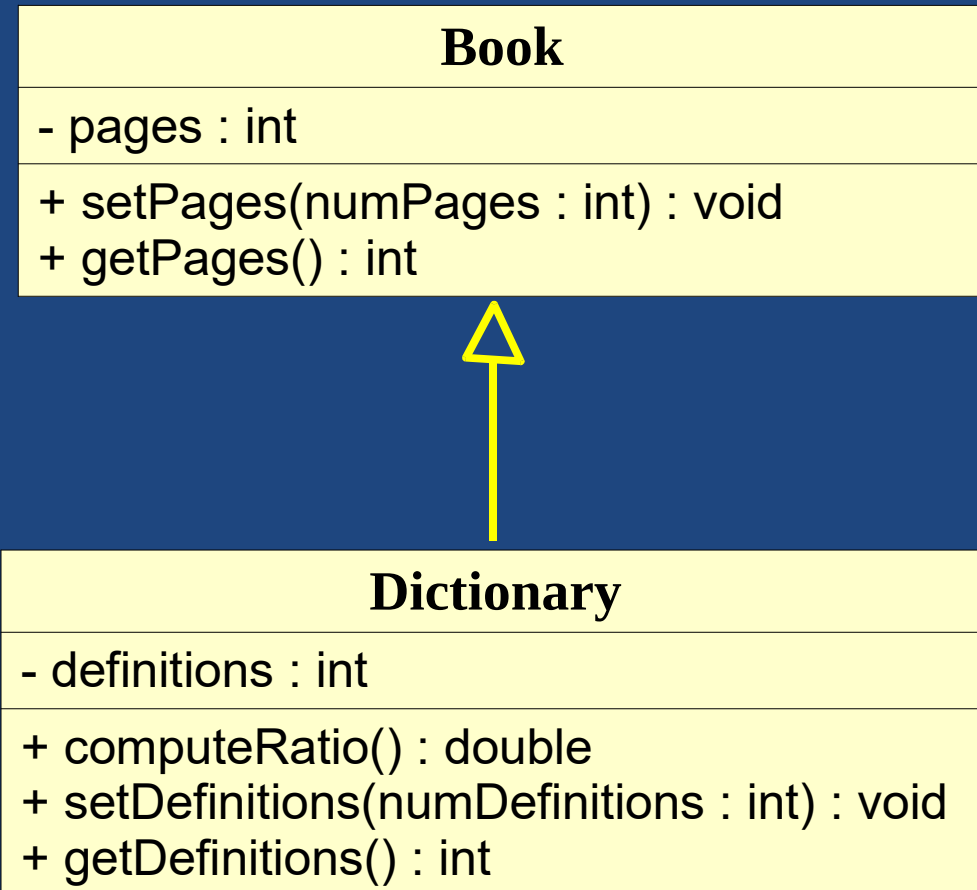 Book
- pages : int
+ setPages(numPages : int) : void
+ getPages() : int
Dictionary
- definitions : int
+ computeRatio() : double
+ setDefinitions(numDefinitions : int) : void
+ getDefinitions() : int